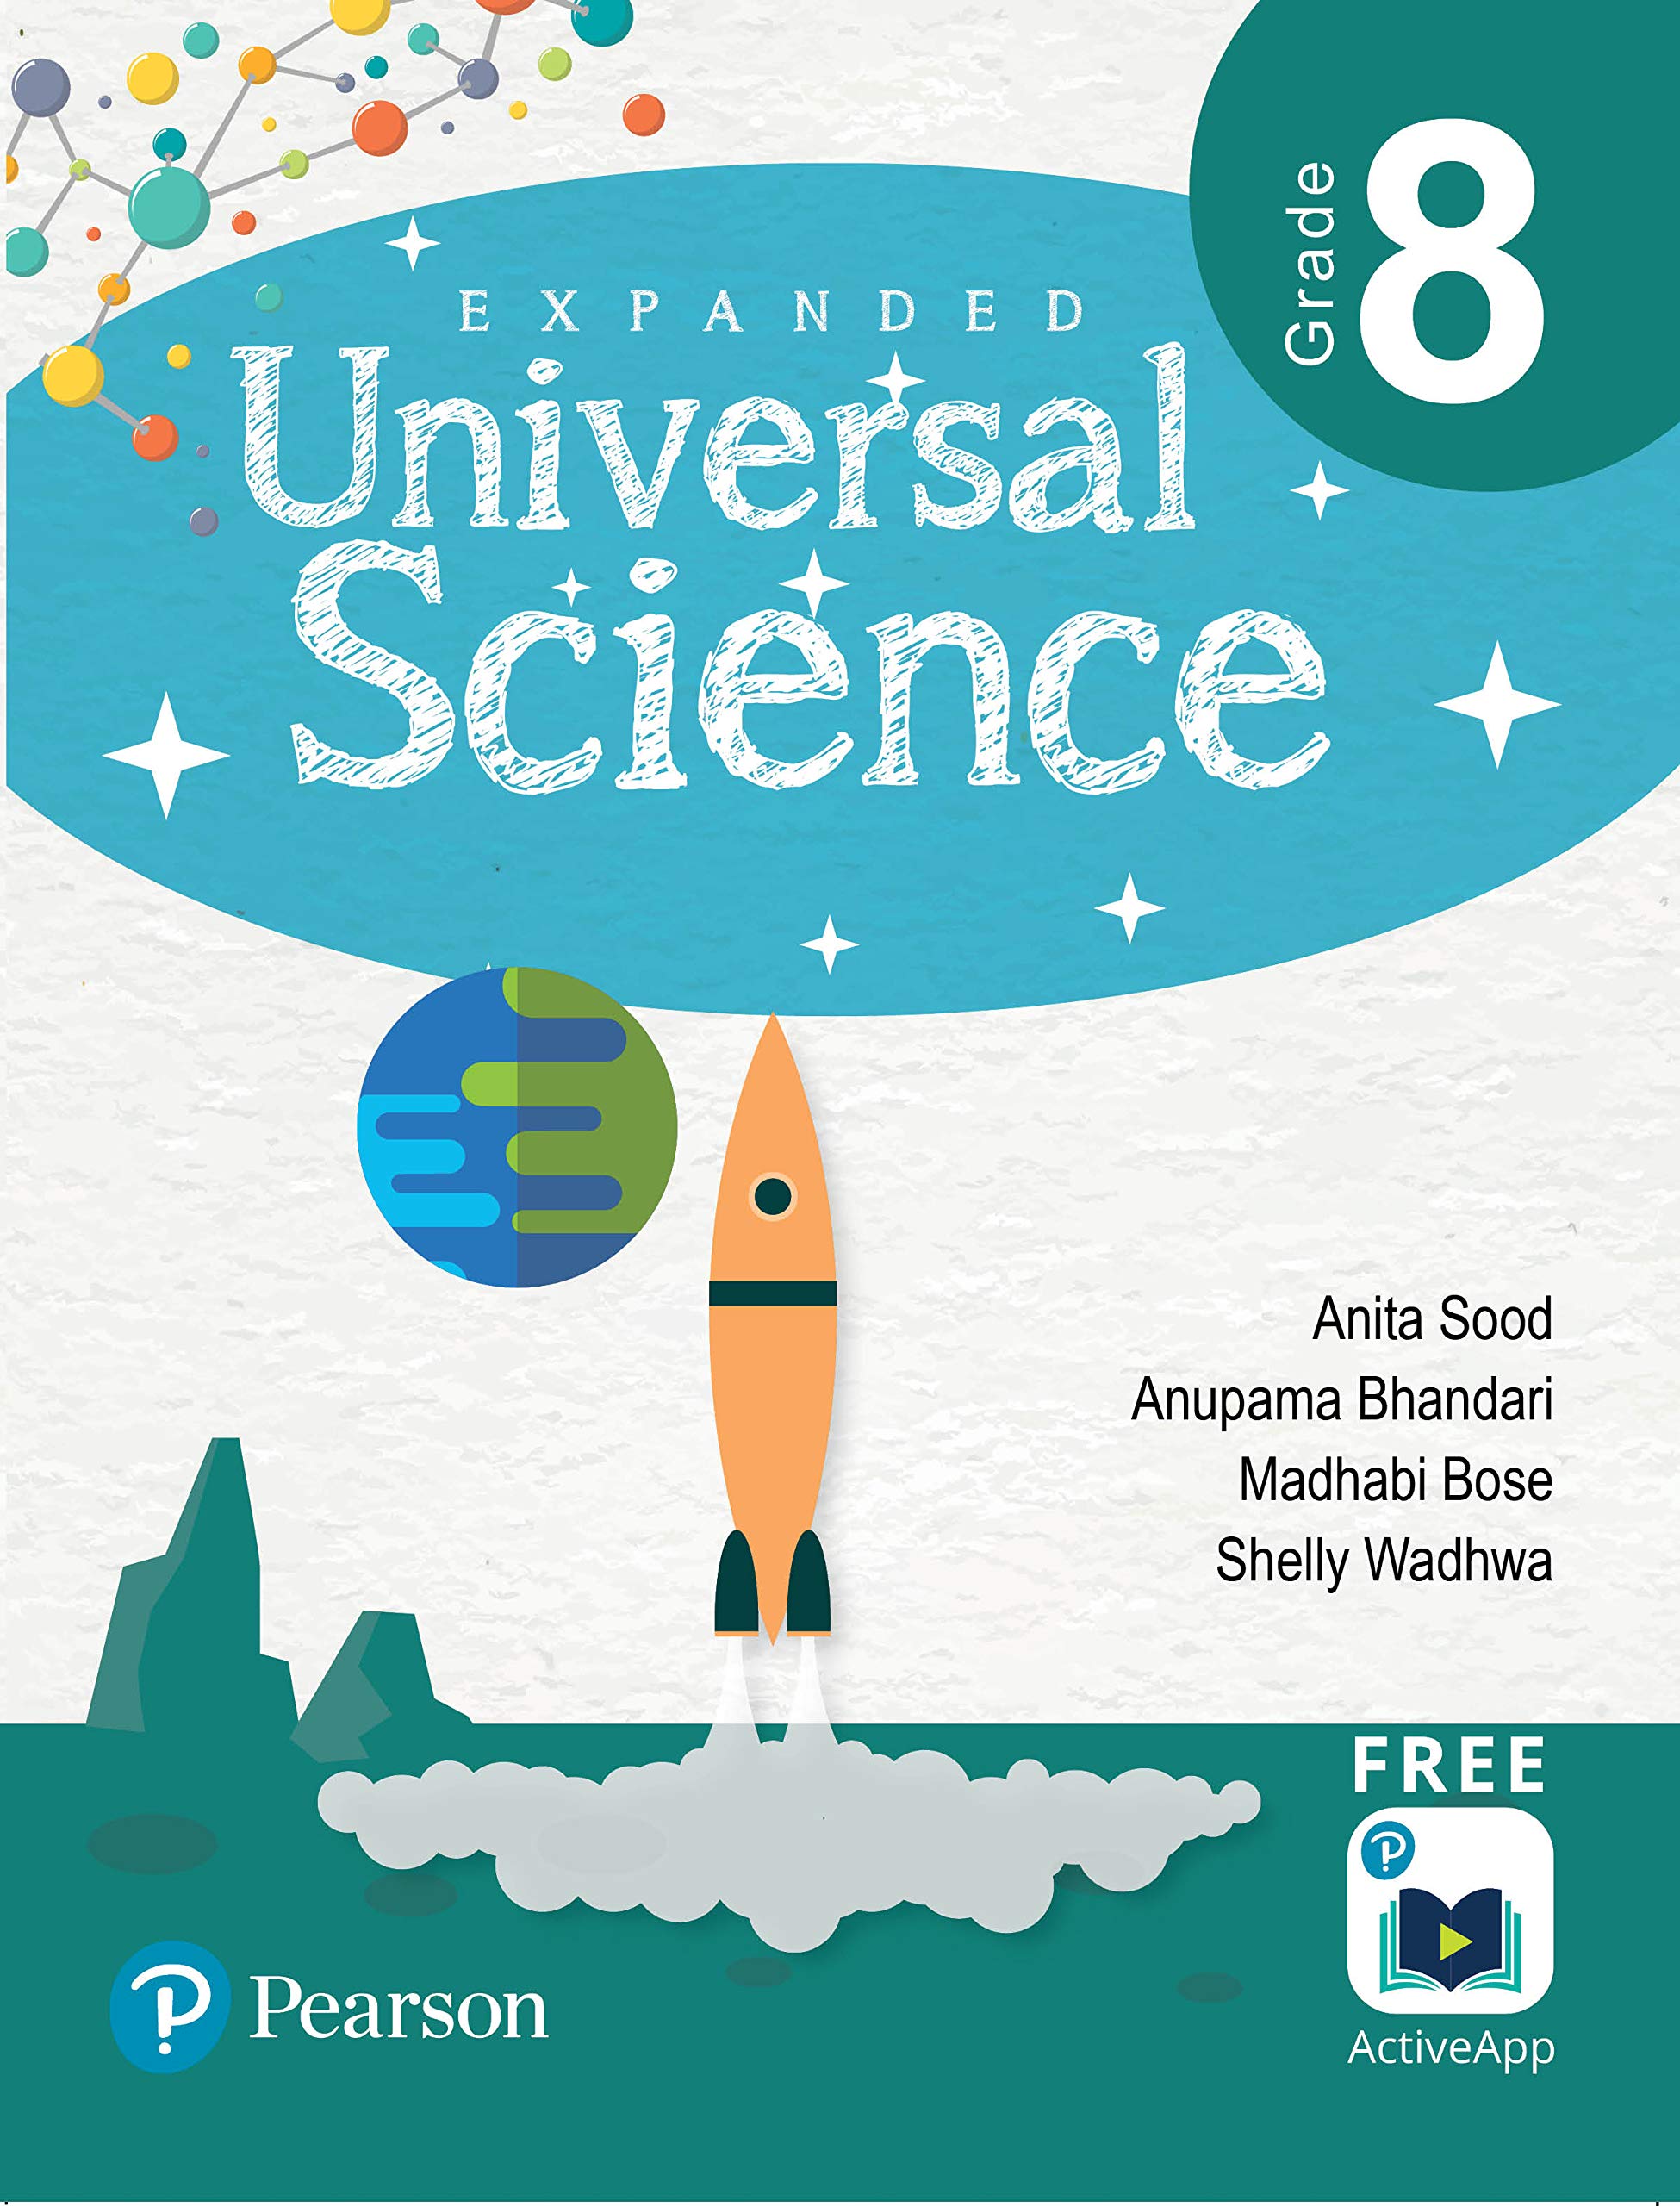 Grade 8
EXPANDED
Universal
Science
Anita Sood
Anupama Bhandari
Madhabi Bose
Shelly Wadhwa
FREE
P
ActiveApp
P Pearson